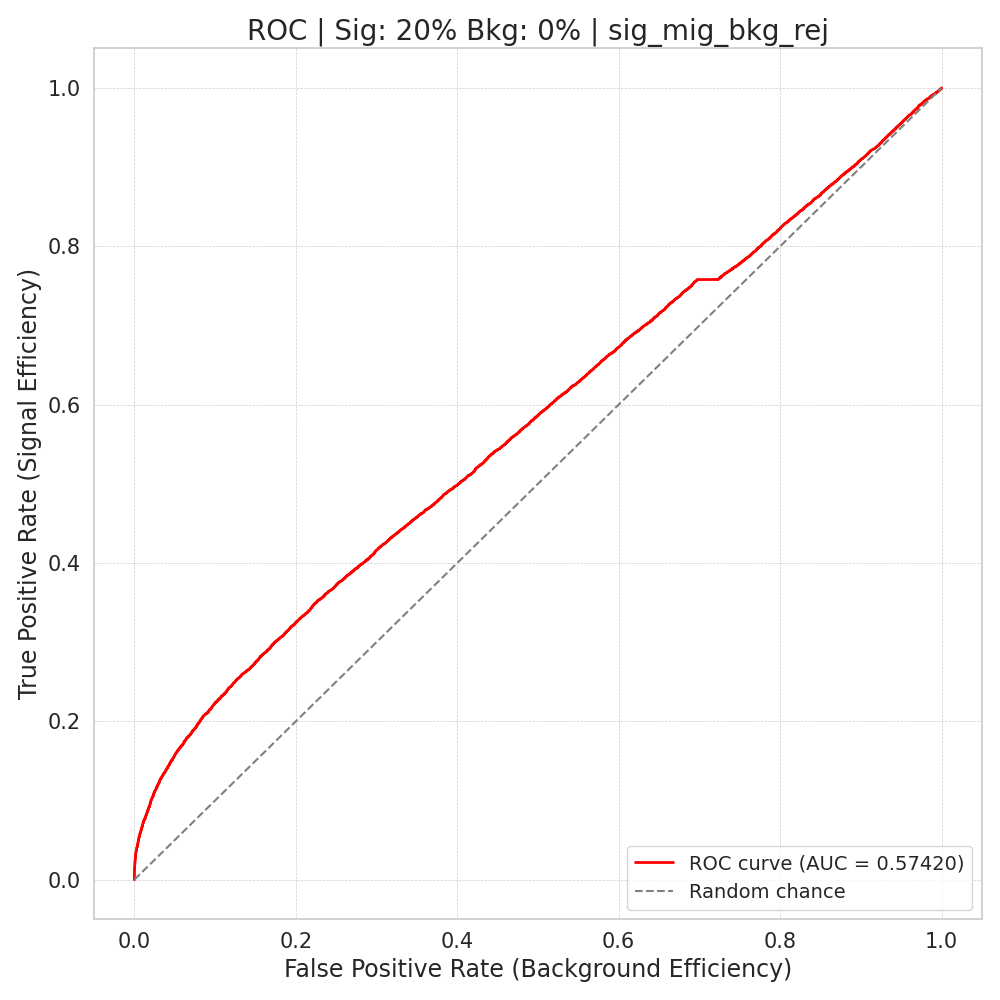 ROC | Sig: 20% Bkg: 0% | sig_mig_bkg_rej
True Positive Rate (Signal Efficiency)
1.0
0.8
0.6
0.4
0.2
0.0
ROC curve (AUC = 0.57420)
Random chance
0.0
0.2
0.4
0.6
0.8
1.0
False Positive Rate (Background Efficiency)